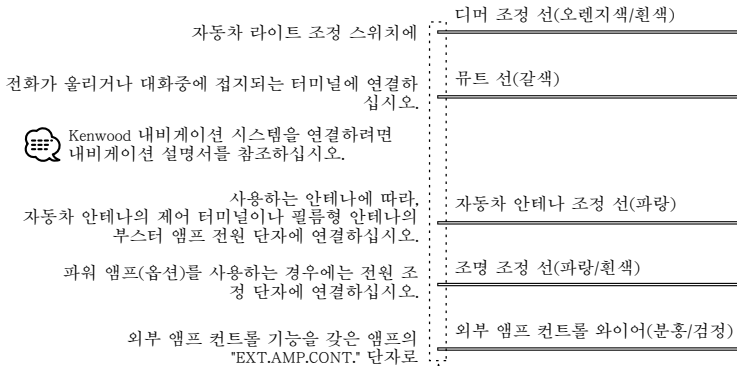 디머 조정 선(오렌지색/흰색)
자동차 라이트 조정 스위치에
전화가 울리거나 대화중에 접지되는 터미널에 연결하
십시오.
뮤트 선(갈색)
Kenwood 내비게이션 시스템을 연결하려면
내비게이션 설명서를 참조하십시오.
사용하는 안테나에 따라,
자동차 안테나의 제어 터미널이나 필름형 안테나의
부스터 앰프 전원 단자에 연결하십시오.
자동차 안테나 조정 선(파랑)
파워 앰프(옵션)를 사용하는 경우에는 전원 조
정 단자에 연결하십시오.
조명 조정 선(파랑/흰색)
외부 앰프 컨트롤 기능을 갖은 앰프의
"EXT.AMP.CONT." 단자로
외부 앰프 컨트롤 와이어(분홍/검정)